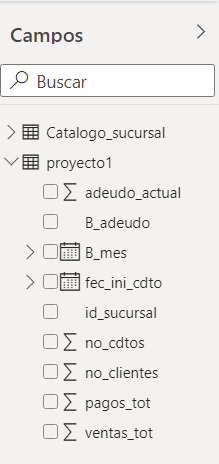 Campos
Buscar
Catalogo_sucursal
proyecto1
adeudo_actual
B_adeudo
B_mes
fec_ini_cdto
id_sucursal
no_cdtos
no_clientes
pagos_tot
ventas_tot